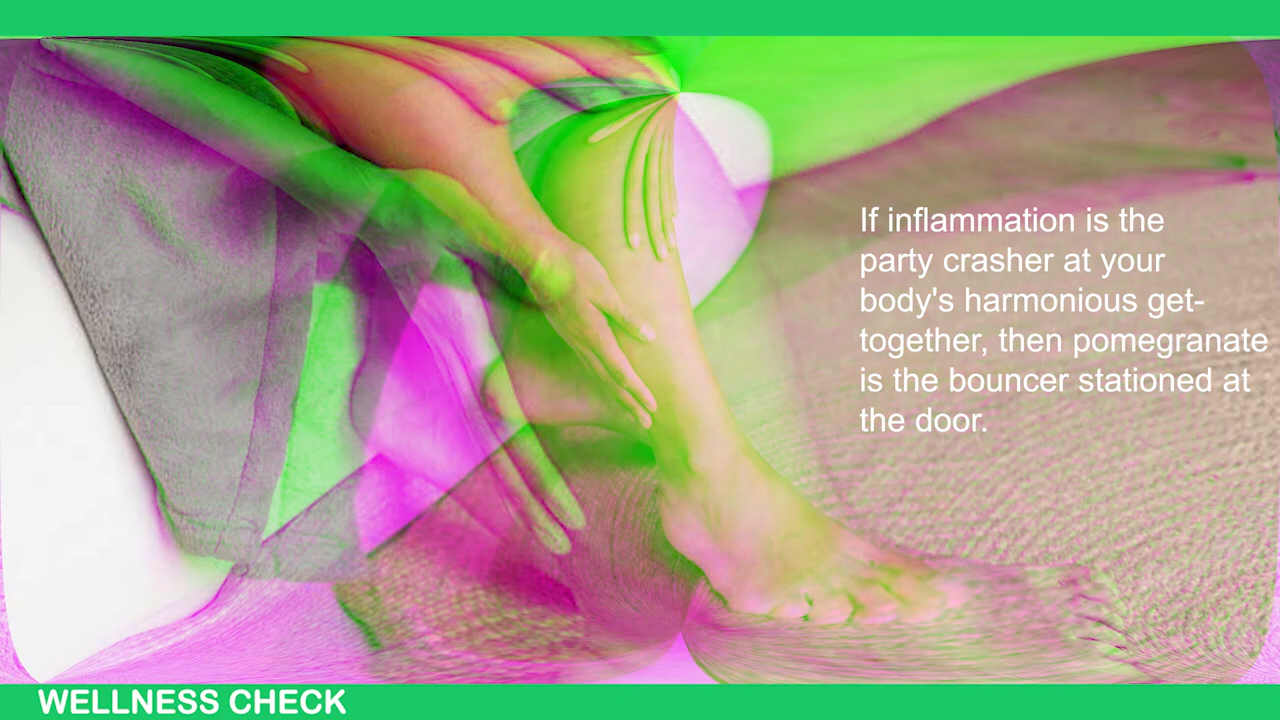 If inflammation is the
party crasher at your
body's harmonious get-
together, then pomegranate
is the bouncer stationed at
the door.
WELLNESS CHECK